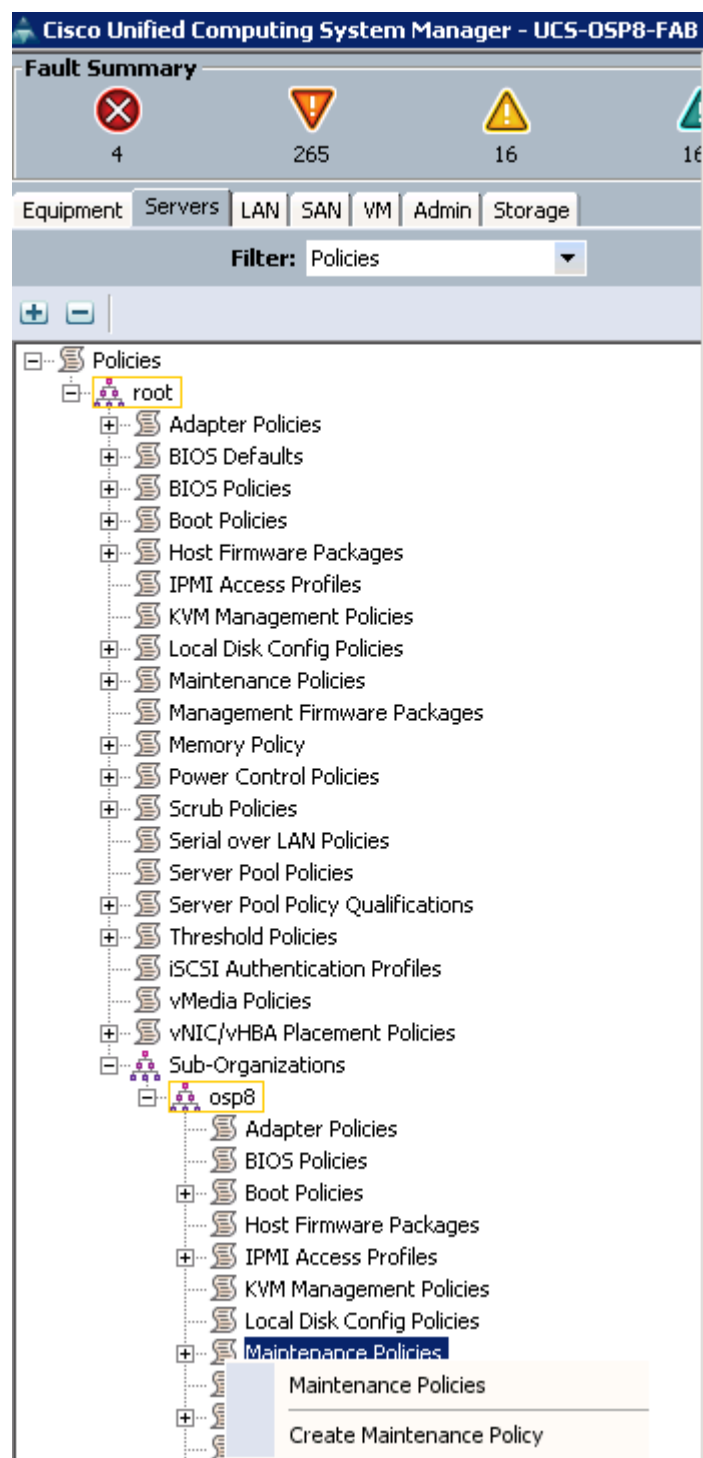 Cisco Unified Computing System Manager - UCS-OSP8-FAB
Fault Summary
4 265 16 16
Equipment Servers LAN SAN VM Admin Storage
Filter: Policies
Policies
root
Adapter Policies
BIOS Defaults
BIOS Policies
Boot Policies
Host Firmware Packages
IPMI Access Profiles
KVM Management Policies
Local Disk Config Policies
Maintenance Policies
Management Firmware Packages
Memory Policy
Power Control Policies
Scrub Policies
Serial over LAN Policies
Server Pool Policies
Server Pool Policy Qualifications
Threshold Policies
iSCSI Authentication Profiles
vMedia Policies
vNIC/vHBA Placement Policies
Sub-Organizations
osp8
Adapter Policies
BIOS Policies
Boot Policies
Host Firmware Packages
IPMI Access Profiles
KVM Management Policies
Local Disk Config Policies
Maintenance Policies
Maintenance Policies
Create Maintenance Policy